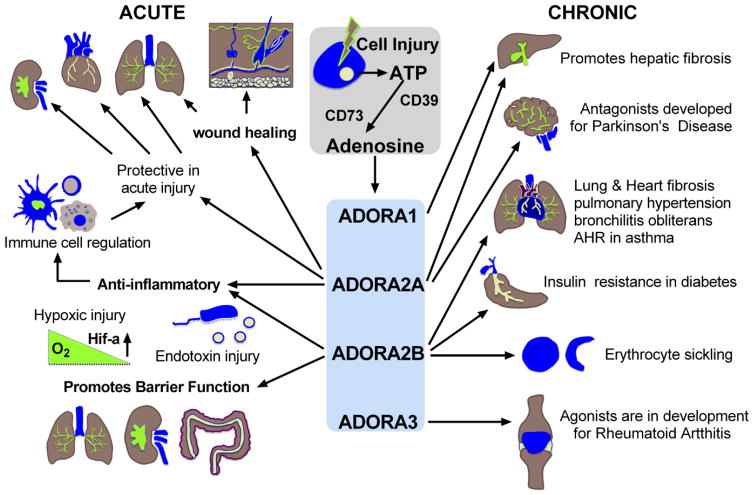 ACUTE
CHRONIC
Cell Injury
ATP
CD73
CD39
Adenosine
ADORA1
ADORA2A
ADORA2B
ADORA3
wound healing
Protective in
acute injury
Immune cell regulation
Anti-inflammatory
Hypoxic injury
Hif-a
O2
Endotoxin injury
Promotes Barrier Function
Promotes hepatic fibrosis
Antagonists developed
for Parkinson's Disease
Lung & Heart fibrosis
pulmonary hypertension
bronchilitis obliterans
AHR in asthma
Insulin resistance in diabetes
Erythrocyte sickling
Agonists are in development
for Rheumatoid Artthitis